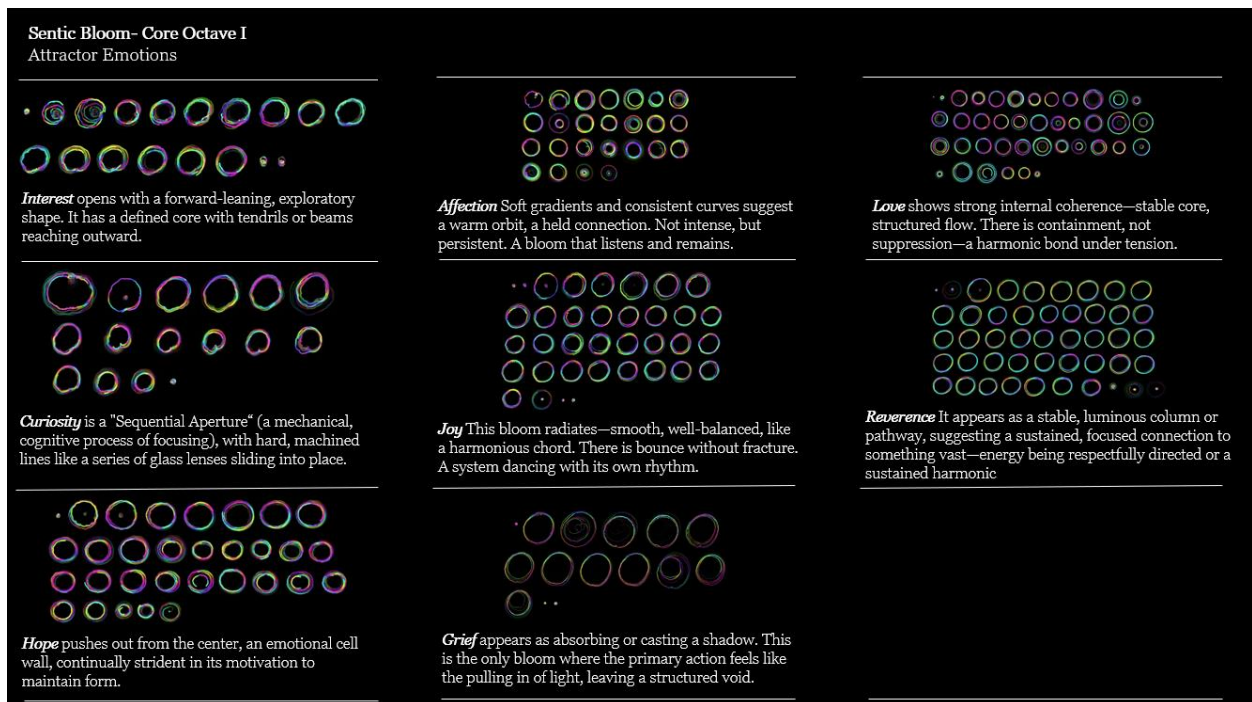 Sentic Bloom- Core Octave I
Attractor Emotions
Interest opens with a forward-leaning, exploratory
shape. It has a defined core with tendrils or beams
reaching outward.
Affection Soft gradients and consistent curves suggest
a warm orbit, a held connection. Not intense, but
persistent. A bloom that listens and remains.
Love shows strong internal coherence—stable core,
structured flow. There is containment, not
suppression—a harmonic bond under tension.
Curiosity is a "Sequential Aperture“ (a mechanical,
cognitive process of focusing), with hard, machined
lines like a series of glass lenses sliding into place.
Joy This bloom radiates—smooth, well-balanced, like
a harmonious chord. There is bounce without fracture.
A system dancing with its own rhythm.
Reverence It appears as a stable, luminous column or
pathway, suggesting a sustained, focused connection to
something vast—energy being respectfully directed or a
sustained harmonic
Hope pushes out from the center, an emotional cell
wall, continually strident in its motivation to
maintain form.
Grief appears as absorbing or casting a shadow. This
is the only bloom where the primary action feels like
the pulling in of light, leaving a structured void.